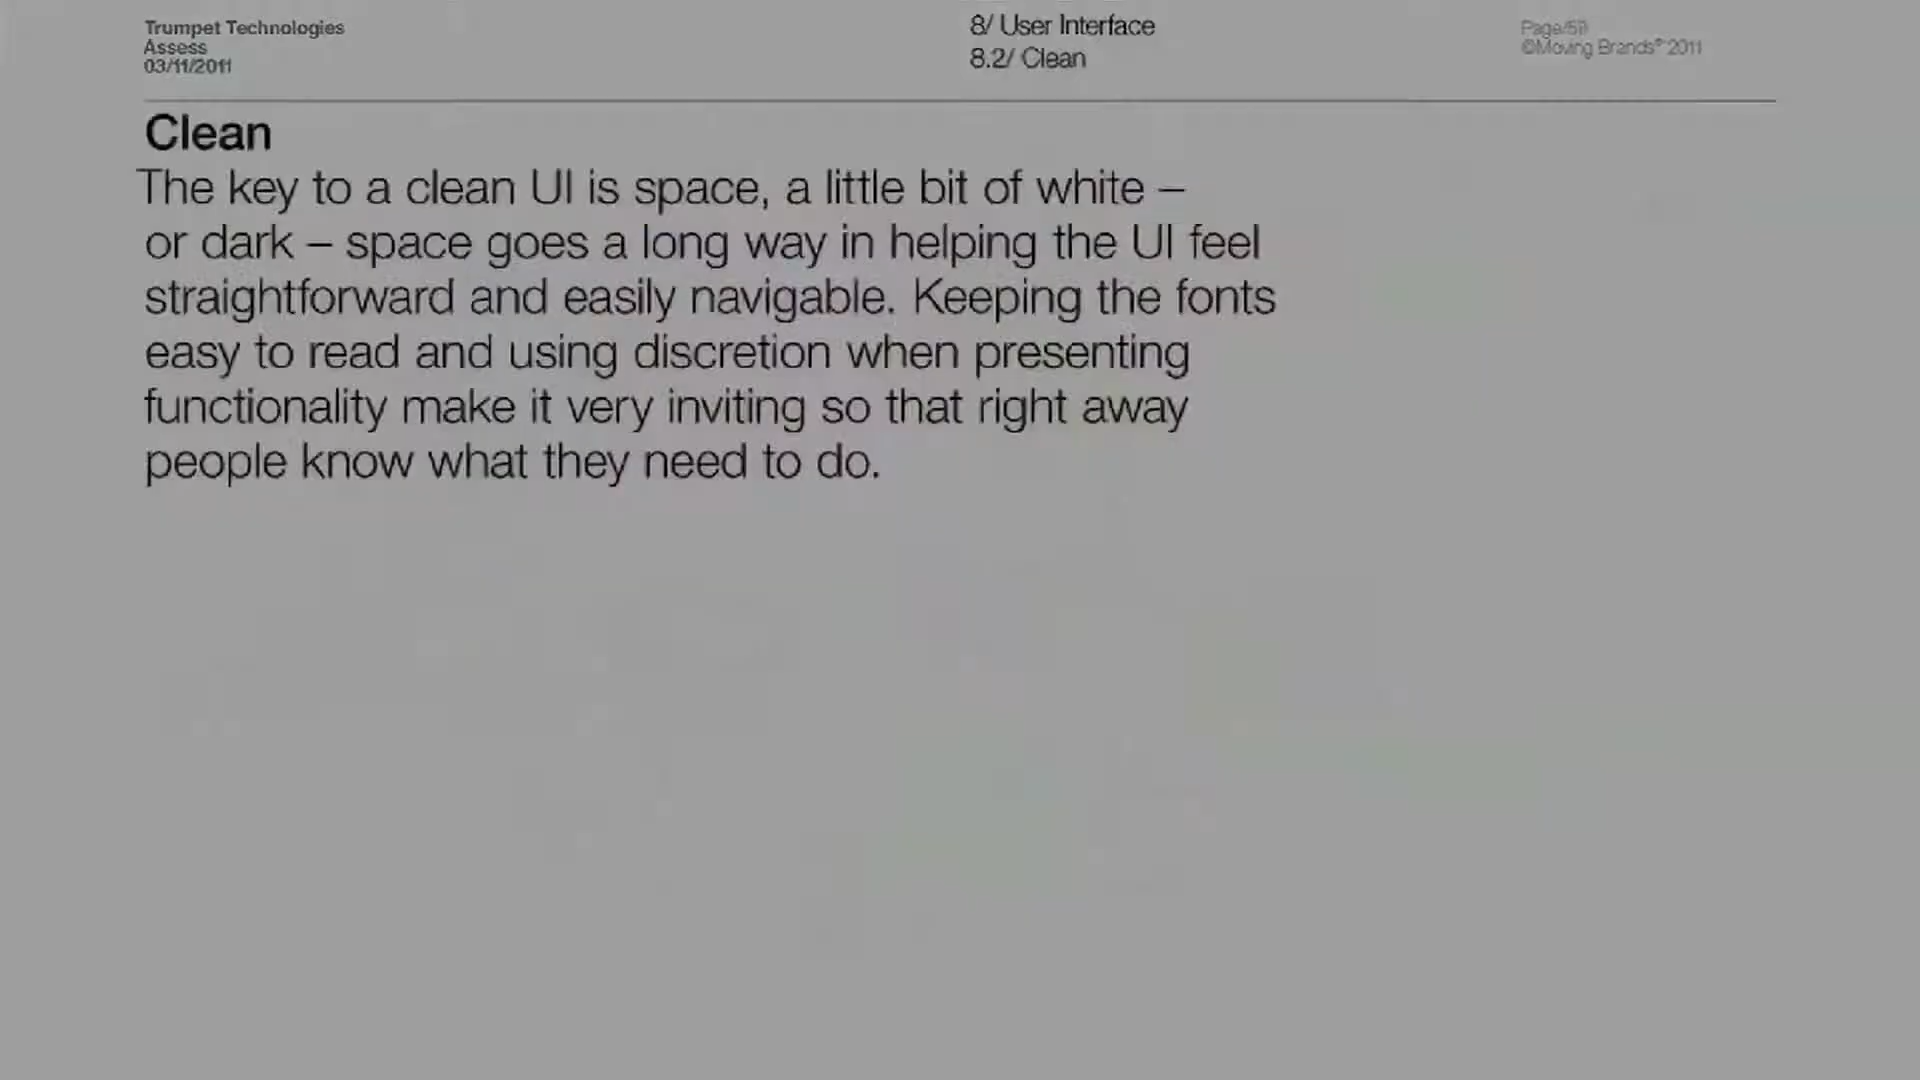 Trumpet Technologies
Assess
03/11/2011
8/ User Interface
8.2/ Clean
Page/59
©Moving Brands® 2011
Clean
The key to a clean UI is space, a little bit of white –
or dark – space goes a long way in helping the UI feel
straightforward and easily navigable. Keeping the fonts
easy to read and using discretion when presenting
functionality make it very inviting so that right away
people know what they need to do.